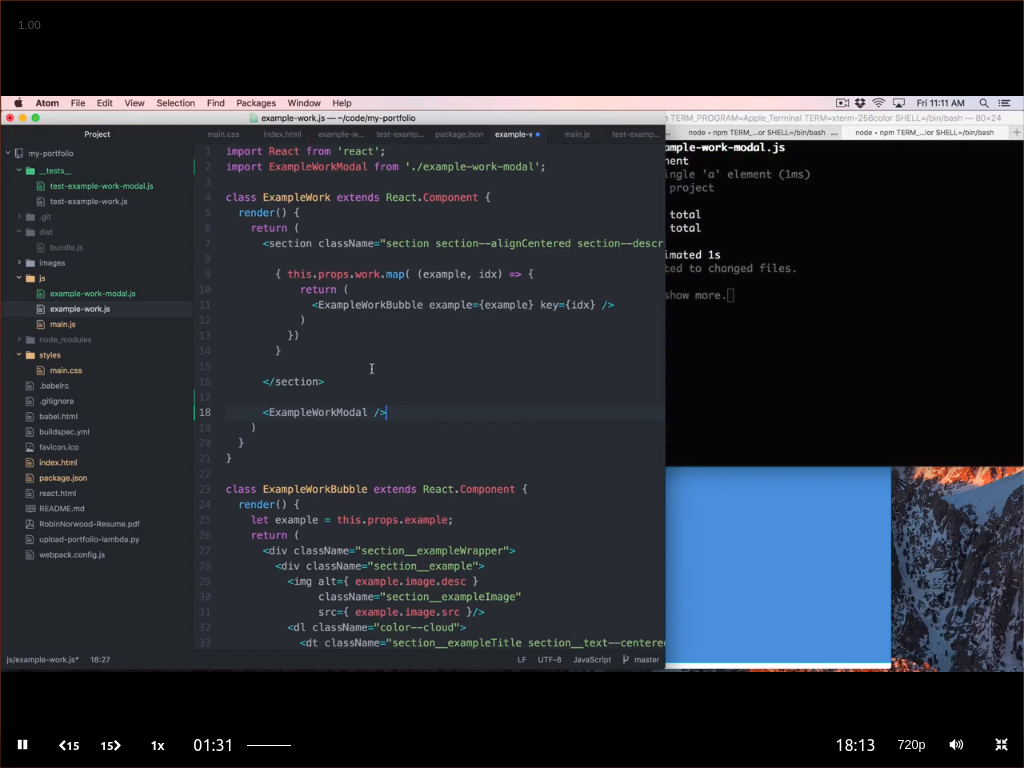 1.00
Atom File Edit View Selection Find Packages Window Help Fri 11:11 AM
example-work.js — ~/code/my-portfolio
TERM_PROGRAM=Apple_Terminal TERM=xterm-256color SHELL=/bin/bash — 80×24
Project
main.css index.html example-w... test-examp... package.json example-w main.js test-examp...
node • npm TERM_...or SHELL=/bin/bash ... node • npm TERM_...lor SHELL=/bin/bash +
my-portfolio
__tests__
test-example-work-modal.js
test-example-work.js
.git
dist
bundle.js
images
js
example-work-modal.js
example-work.js
main.js
node_modules
styles
main.css
.babelrc
.gitignore
babel.html
buildspec.yml
favicon.ico
index.html
package.json
react.html
README.md
RobinNorwood-Resume.pdf
upload-portfolio-lambda.py
webpack.config.js
1 import React from 'react';
2 import ExampleWorkModal from './example-work-modal';
3
4 class ExampleWork extends React.Component {
5 render() {
6 return (
7 <section className="section section--alignCentered section--descr
8
9 { this.props.work.map( (example, idx) => {
10 return (
11 <ExampleWorkBubble example={example} key={idx} />
12 )
13 })
14 }
15
16 </section>
17
18 <ExampleWorkModal />
19 )
20 }
21 }
22
23 class ExampleWorkBubble extends React.Component {
24 render() {
25 let example = this.props.example;
26 return (
27 <div className="section__exampleWrapper">
28 <div className="section__example">
29 <img alt={ example.image.desc }
30 className="section__exampleImage"
31 src={ example.image.src }/>
32 <dl className="color--cloud">
33 <dt className="section__exampleTitle section__text--centered
ample-work-modal.js
nent
ingle 'a' element (1ms)
project
total
total
imated 1s
ted to changed files.
show more.
js/example-work.js* 18:27 LF UTF-8 JavaScript master
15 15 1x 01:31 18:13 720p